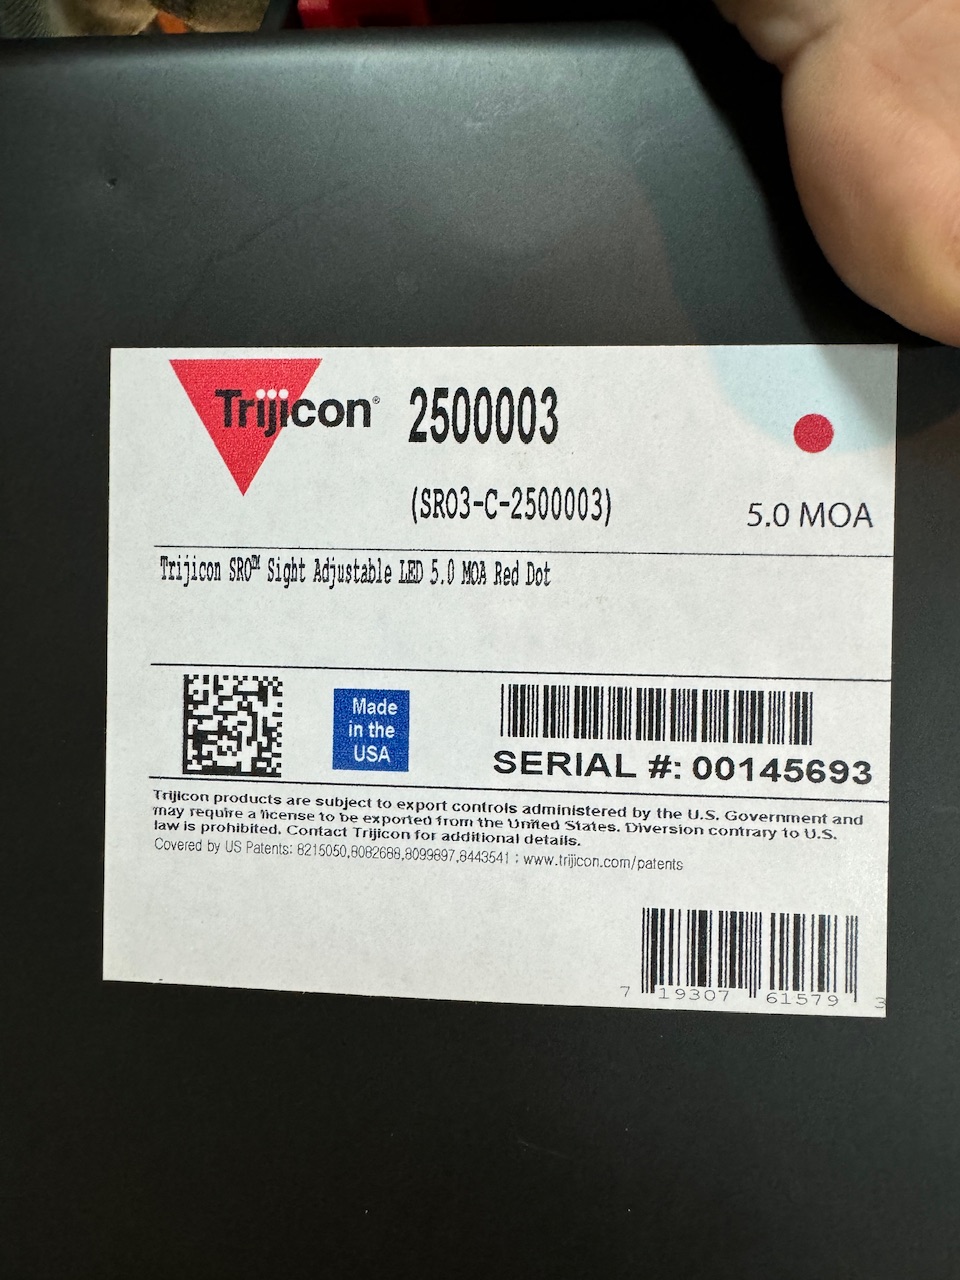 Trijicon® 2500003
(SRO3-C-2500003)
5.0 MOA
Trijicon SRO™ Sight Adjustable LED 5.0 MOA Red Dot
Made
in the
USA
SERIAL #: 00145693
Trijicon products are subject to export controls administered by the U.S. Government and
may require a license to be exported from the United States. Diversion contrary to U.S.
law is prohibited. Contact Trijicon for additional details.
Covered by US Patents: 8215050,8082688,8099897,8443541 ; www.trijicon.com/patents
7 19307 61579 3